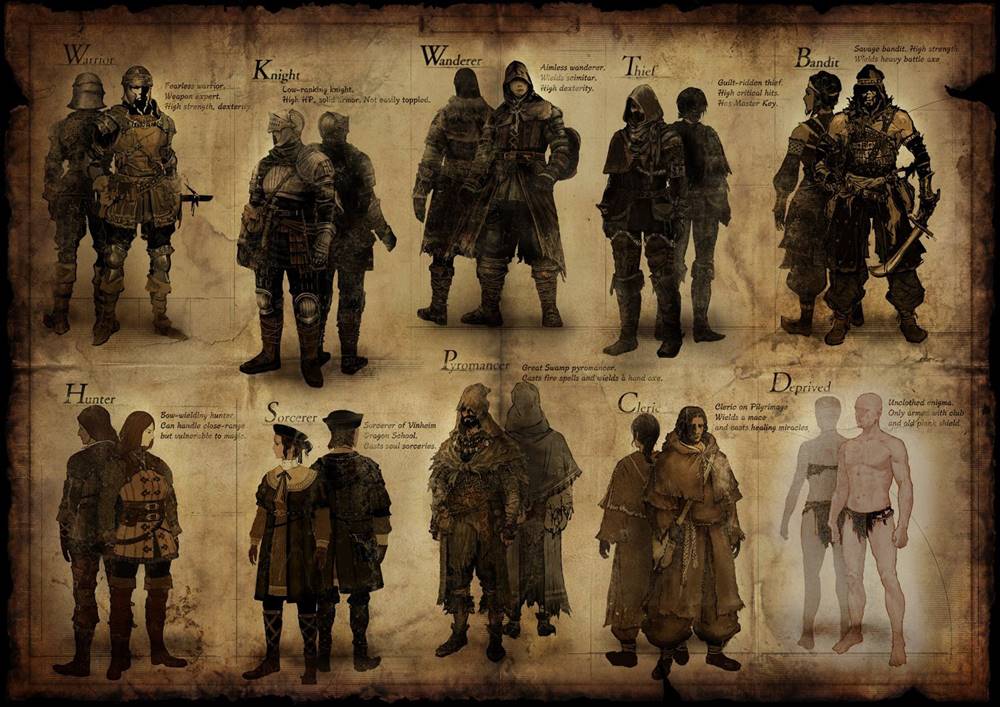 Warrior
Fearless warrior.
Weapon expert.
High strength, dexterity.
Knight
Low-ranking knight.
High HP, solid armor. Not easily toppled.
Wanderer
Aimless wanderer.
Wields scimitar.
High dexterity.
Thief
Guilt-ridden thief.
High critical hits.
Has Master Key.
Bandit
Savage bandit. High strength
Wields heavy battle axe
Hunter
Bow-wielding hunter.
Can handle close-range
but vulnerable to magic.
Sorcerer
Sorcerer of Vinheim
Dragon School.
Casts soul sorceries.
Pyromancer
Great Swamp pyromancer.
Casts fire spells and wields a hand axe.
Cleric
Cleric on Pilgrimage
Wields a mace
and casts healing miracles
Deprived
Unclothed enigma.
Only armed with club
and old plank shield.